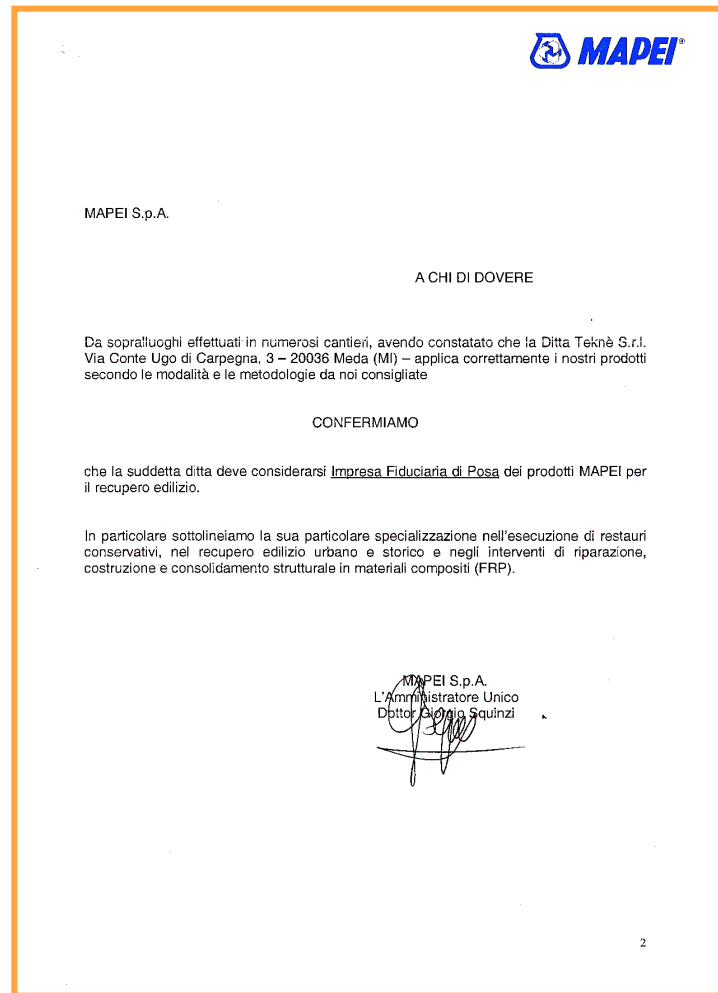 MAPEI®
MAPEI S.p.A.
A CHI DI DOVERE
Da sopralluoghi effettuati in numerosi cantieri, avendo constatato che la Ditta Teknè S.r.l.
Via Conte Ugo di Carpegna, 3 – 20036 Meda (MI) – applica correttamente i nostri prodotti
secondo le modalità e le metodologie da noi consigliate
CONFERMIAMO
che la suddetta ditta deve considerarsi Impresa Fiduciaria di Posa dei prodotti MAPEI per
il recupero edilizio.
In particolare sottolineiamo la sua particolare specializzazione nell'esecuzione di restauri
conservativi, nel recupero edilizio urbano e storico e negli interventi di riparazione,
costruzione e consolidamento strutturale in materiali compositi (FRP).
MAPEI S.p.A.
L'Amministratore Unico
Dottor Giorgio Squinzi
2